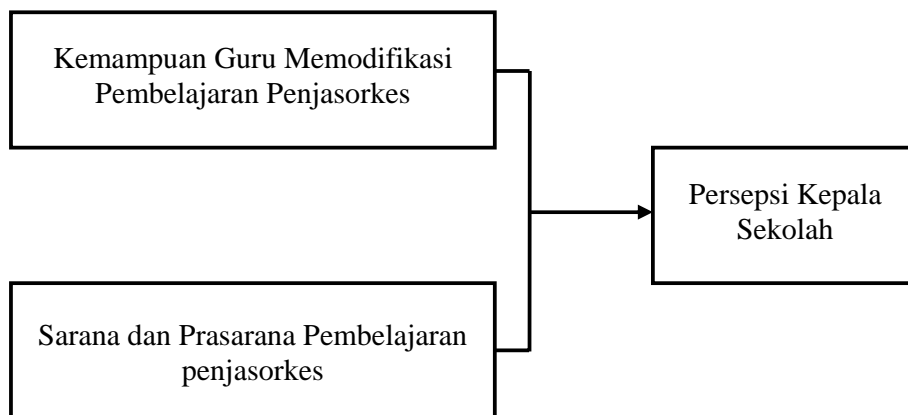 Kemampuan Guru Memodifikasi
Pembelajaran Penjasorkes
Persepsi Kepala
Sekolah
Sarana dan Prasarana Pembelajaran
penjasorkes